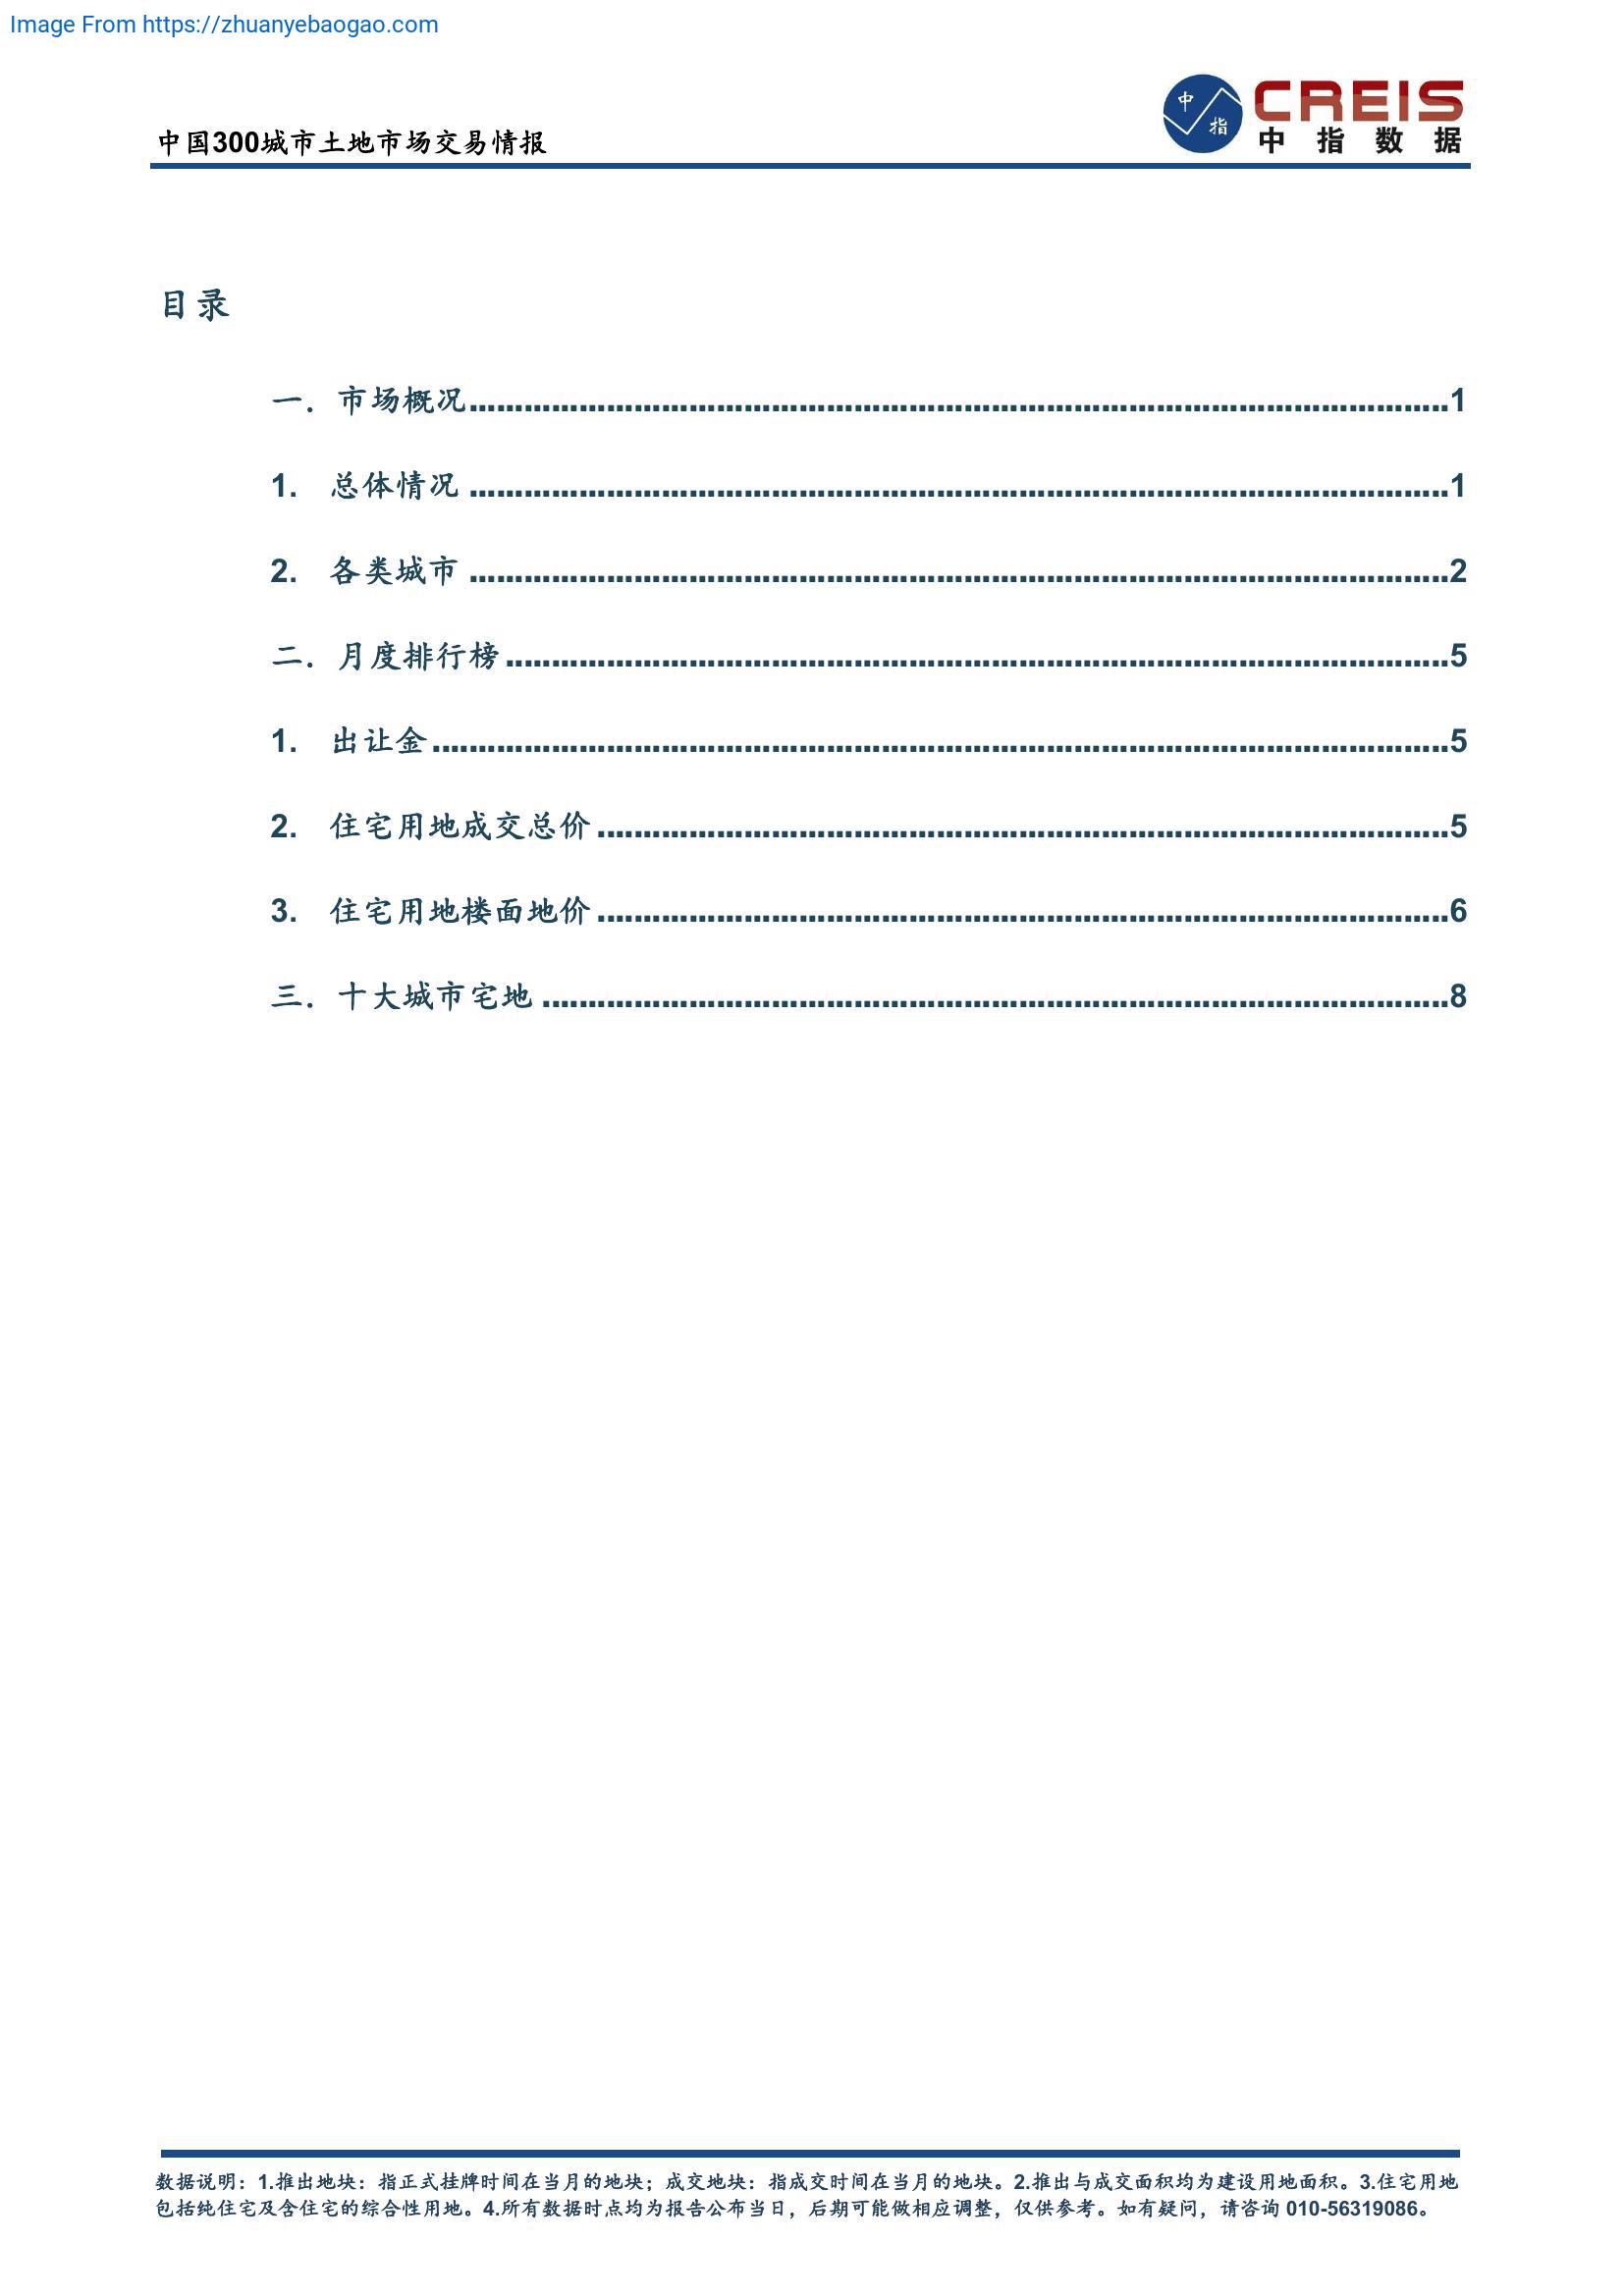 Image From https://zhuanyebaogao.com
中指
CREIS
中指数据
中国300城市土地市场交易情报
目录
一．市场概况........................................1
1. 总体情况........................................1
2. 各类城市........................................2
二．月度排行榜........................................5
1. 出让金........................................5
2. 住宅用地成交总价........................................5
3. 住宅用地楼面地价........................................6
三．十大城市宅地........................................8
数据说明：1.推出地块：指正式挂牌时间在当月的地块；成交地块：指成交时间在当月的地块。2.推出与成交面积均为建设用地面积。3.住宅用地
包括纯住宅及含住宅的综合性用地。4.所有数据时点均为报告公布当日，后期可能做相应调整，仅供参考。如有疑问，请咨询 010-56319086。